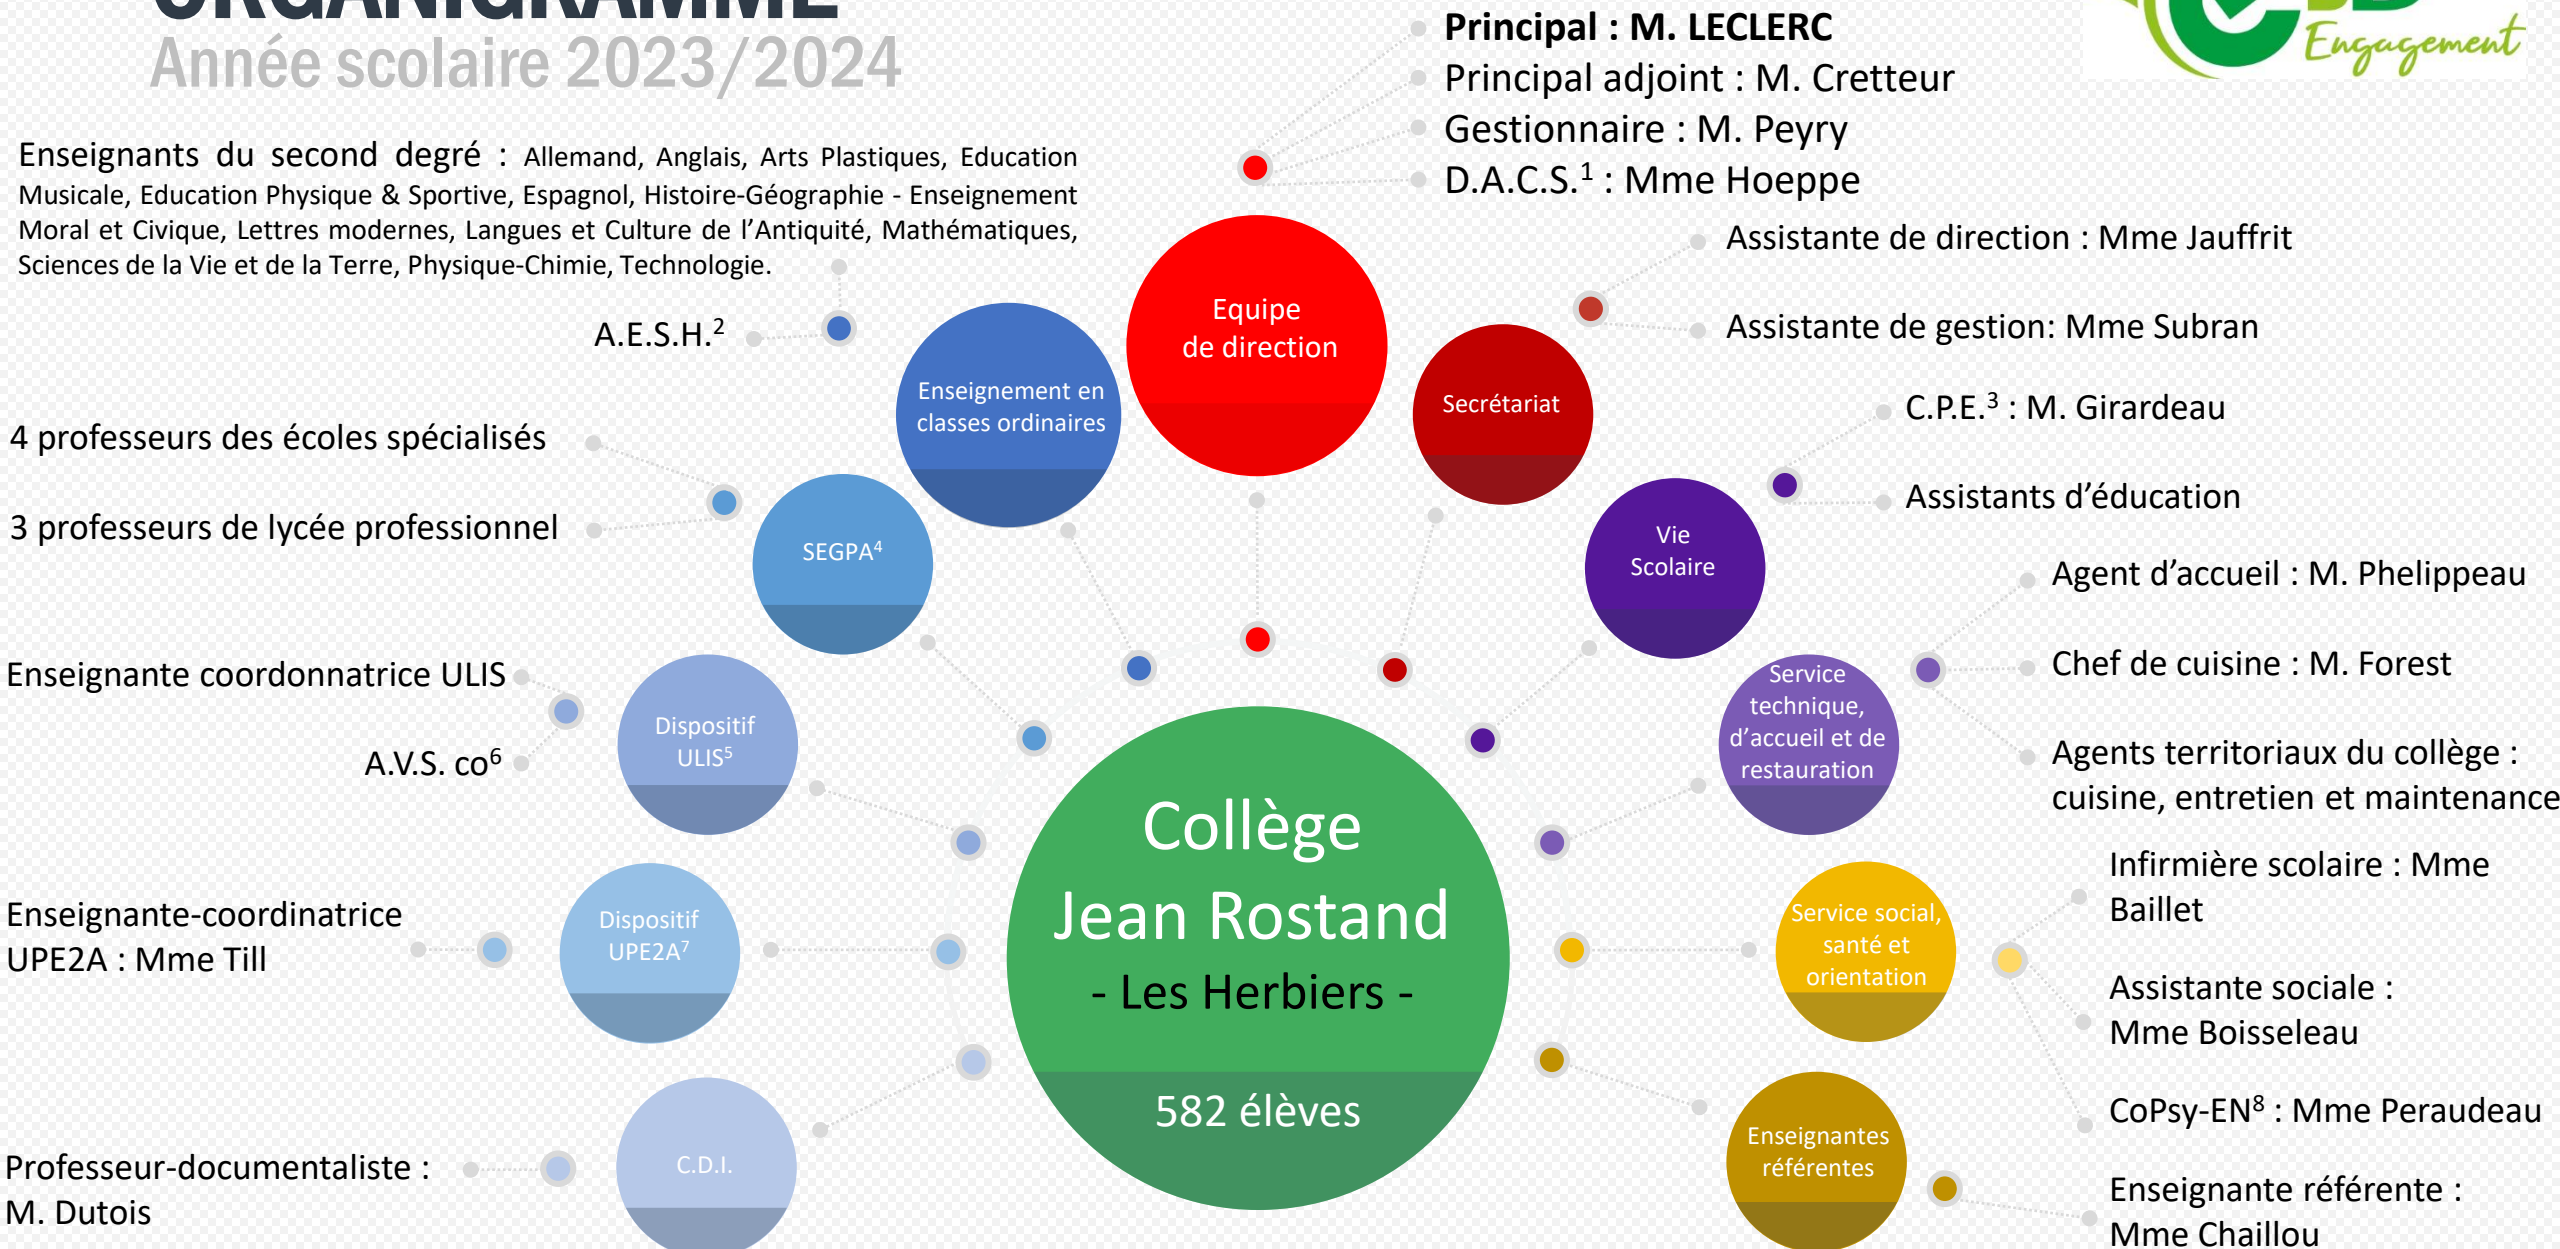 ORGANIGRAMME
Année scolaire 2023/2024
Engagement
Principal : M. LECLERC
Principal adjoint : M. Cretteur
Gestionnaire : M. Peyry
D.A.C.S.¹ : Mme Hoeppe
Enseignants du second degré : Allemand, Anglais, Arts Plastiques, Education
Musicale, Education Physique & Sportive, Espagnol, Histoire-Géographie - Enseignement
Moral et Civique, Lettres modernes, Langues et Culture de l’Antiquité, Mathématiques,
Sciences de la Vie et de la Terre, Physique-Chimie, Technologie.
A.E.S.H.²
Enseignement en
classes ordinaires
Equipe
de direction
Secrétariat
Assistante de direction : Mme Jauffrit
Assistante de gestion: Mme Subran
4 professeurs des écoles spécialisés
3 professeurs de lycée professionnel
SEGPA⁴
Vie
Scolaire
C.P.E.³ : M. Girardeau
Assistants d’éducation
Enseignante coordonnatrice ULIS
A.V.S. co⁶
Dispositif
ULIS⁵
Service
technique,
d’accueil et de
restauration
Agent d’accueil : M. Phelippeau
Chef de cuisine : M. Forest
Agents territoriaux du collège :
cuisine, entretien et maintenance
Enseignante-coordinatrice
UPE2A : Mme Till
Dispositif
UPE2A⁷
Collège
Jean Rostand
- Les Herbiers -
582 élèves
Service social,
santé et
orientation
Infirmière scolaire : Mme
Baillet
Assistante sociale :
Mme Boisseleau
CoPsy-EN⁸ : Mme Peraudeau
Professeur-documentaliste :
M. Dutois
C.D.I.
Enseignantes
référentes
Enseignante référente :
Mme Chaillou